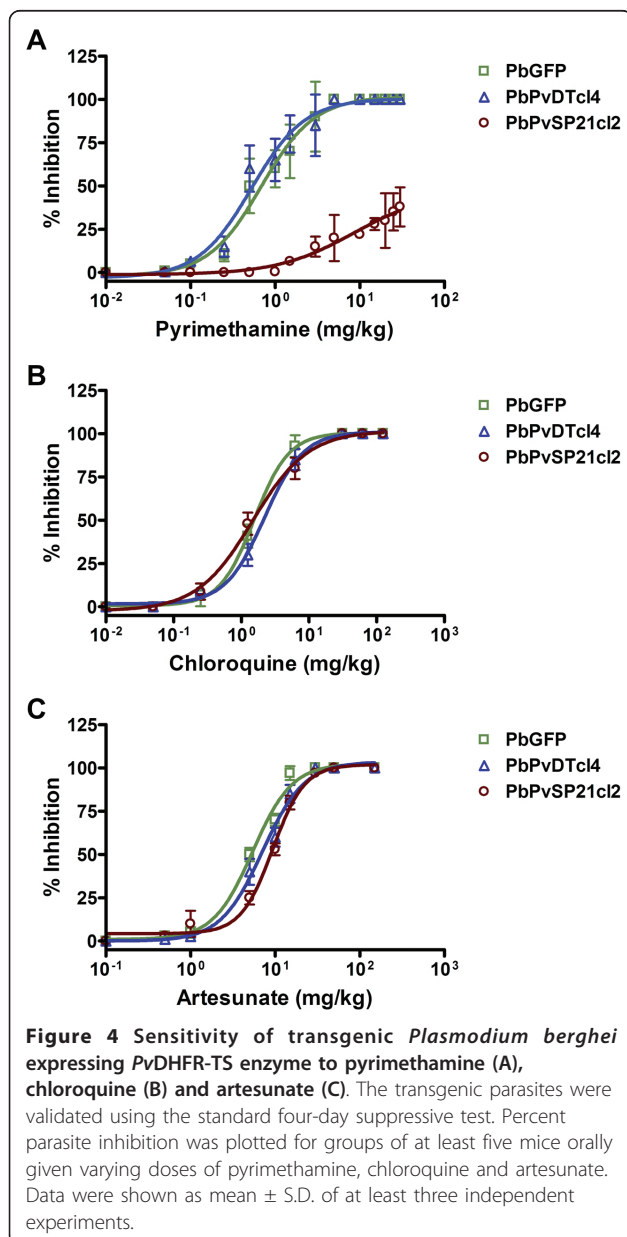 A
125
100
75
50
25
0
% Inhibition
PbGFP
PbPvDTcl4
PbPvSP21cl2
10-2 10-1 100 101 102
Pyrimethamine (mg/kg)
B
125
100
75
50
25
0
% Inhibition
PbGFP
PbPvDTcl4
PbPvSP21cl2
10-2 10-1 100 101 102 103
Chloroquine (mg/kg)
C
125
100
75
50
25
0
% Inhibition
PbGFP
PbPvDTcl4
PbPvSP21cl2
10-1 100 101 102 103
Artesunate (mg/kg)
Figure 4 Sensitivity of transgenic Plasmodium berghei
expressing PvDHFR-TS enzyme to pyrimethamine (A),
chloroquine (B) and artesunate (C). The transgenic parasites were
validated using the standard four-day suppressive test. Percent
parasite inhibition was plotted for groups of at least five mice orally
given varying doses of pyrimethamine, chloroquine and artesunate.
Data were shown as mean ± S.D. of at least three independent
experiments.